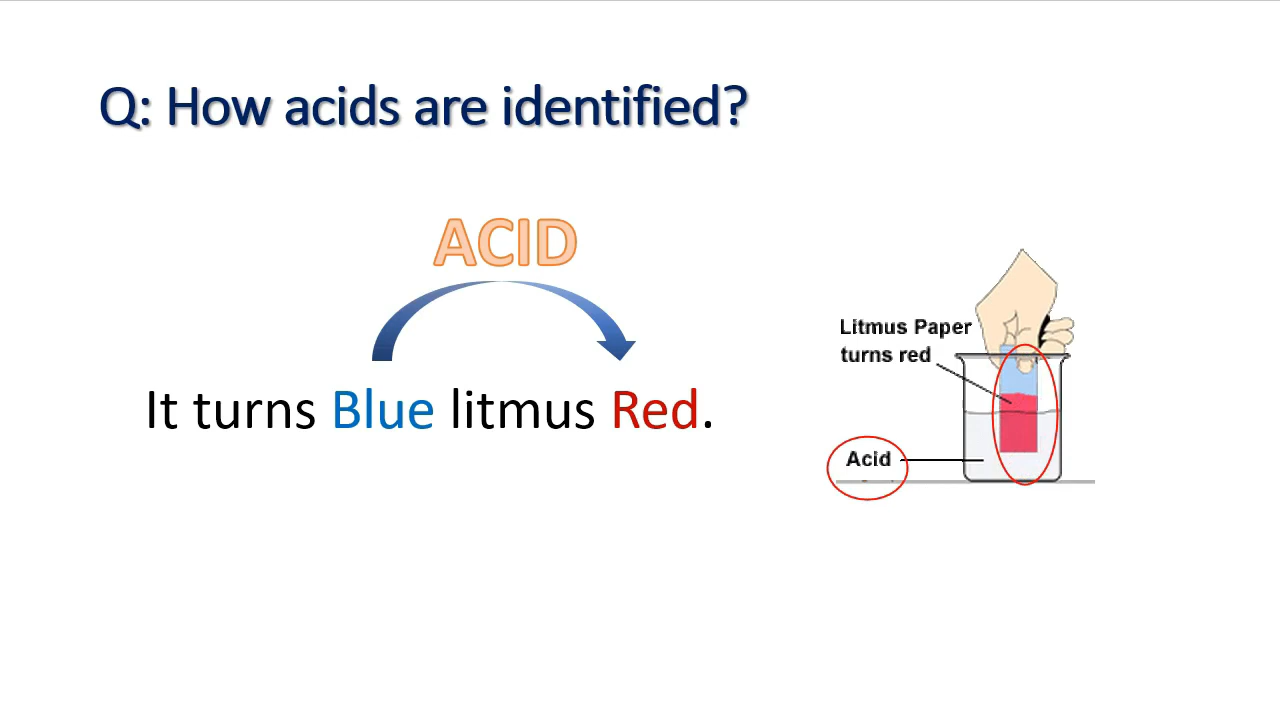 Q: How acids are identified?
ACID
It turns Blue litmus Red.
Litmus Paper
turns red
Acid